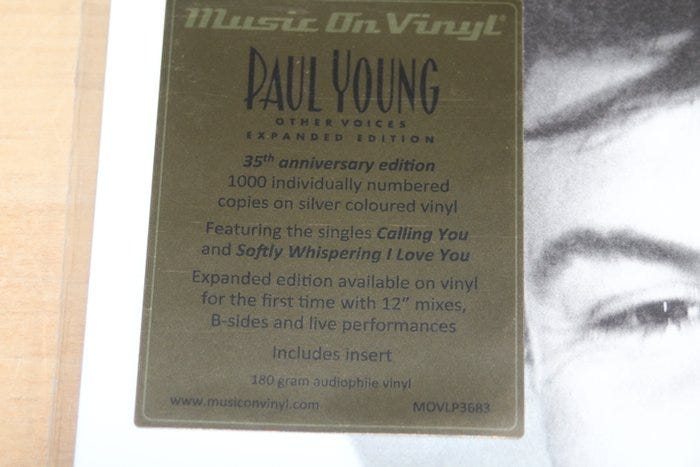 Music On Vinyl®
PAUL YOUNG
OTHER VOICES
EXPANDED EDITION
35th anniversary edition
1000 individually numbered
copies on silver coloured vinyl
Featuring the singles Calling You
and Softly Whispering I Love You
Expanded edition available on vinyl
for the first time with 12" mixes,
B-sides and live performances
Includes insert
180 gram audiophile vinyl
www.musiconvinyl.com MOVLP3683